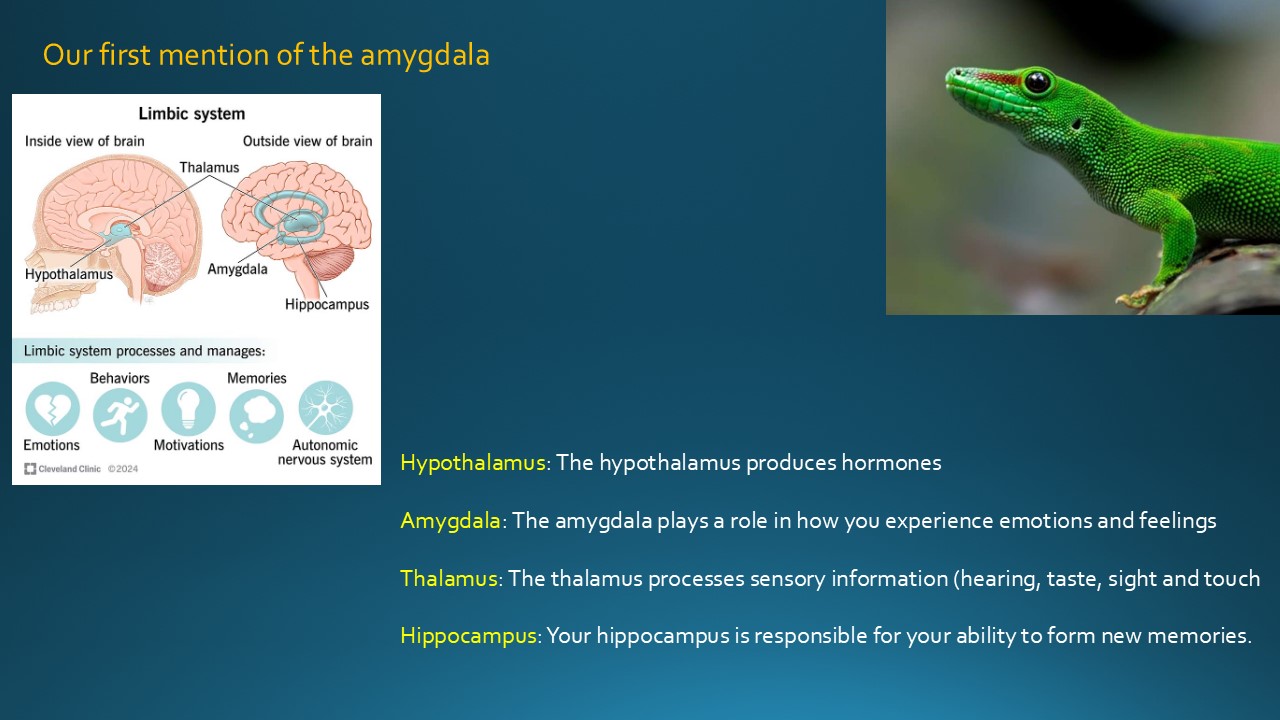 Our first mention of the amygdala
Limbic system
Inside view of brain
Outside view of brain
Thalamus
Hypothalamus
Amygdala
Hippocampus
Limbic system processes and manages:
Behaviors
Memories
Emotions
Motivations
Autonomic
nervous system
Cleveland Clinic ©2024
Hypothalamus: The hypothalamus produces hormones
Amygdala: The amygdala plays a role in how you experience emotions and feelings
Thalamus: The thalamus processes sensory information (hearing, taste, sight and touch
Hippocampus: Your hippocampus is responsible for your ability to form new memories.